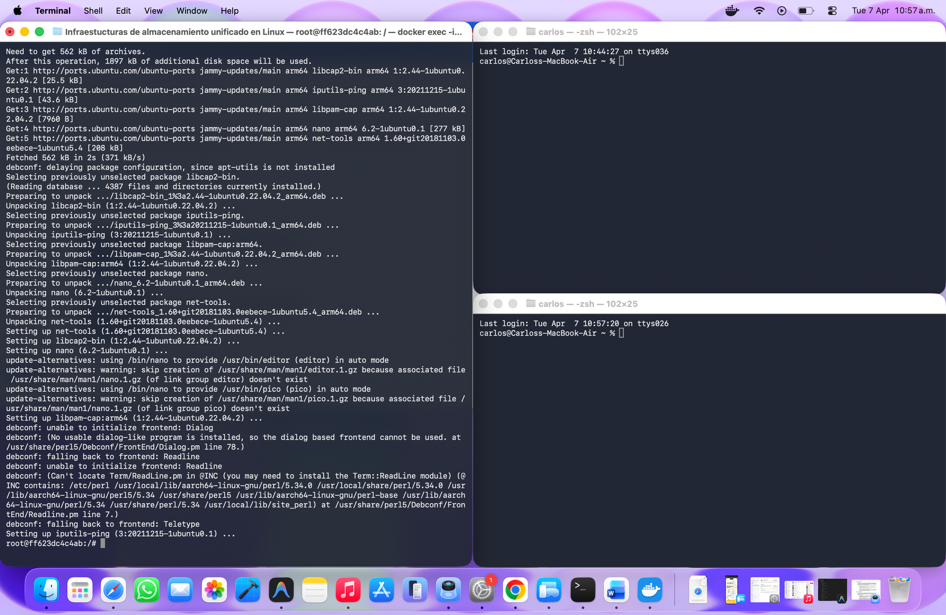 Terminal Shell Edit View Window Help Tue 7 Apr 10:57 a.m.
Infraestucturas de almacenamiento unificado en Linux — root@ff623dc4c4ab: / — docker exec -i...
Need to get 562 kB of archives.
After this operation, 1897 kB of additional disk space will be used.
Get:1 http://ports.ubuntu.com/ubuntu-ports jammy-updates/main arm64 libcap2-bin arm64 1:2.44-1ubuntu0.
22.04.2 [25.5 kB]
Get:2 http://ports.ubuntu.com/ubuntu-ports jammy-updates/main arm64 iputils-ping arm64 3:20211215-1ubu
ntu0.1 [43.6 kB]
Get:3 http://ports.ubuntu.com/ubuntu-ports jammy-updates/main arm64 libpam-cap arm64 1:2.44-1ubuntu0.2
2.04.2 [7960 B]
Get:4 http://ports.ubuntu.com/ubuntu-ports jammy-updates/main arm64 nano arm64 6.2-1ubuntu0.1 [277 kB]
Get:5 http://ports.ubuntu.com/ubuntu-ports jammy-updates/main arm64 net-tools arm64 1.60+git20181103.0
eebece-1ubuntu5.4 [208 kB]
Fetched 562 kB in 2s (371 kB/s)
debconf: delaying package configuration, since apt-utils is not installed
Selecting previously unselected package libcap2-bin.
(Reading database ... 4387 files and directories currently installed.)
Preparing to unpack .../libcap2-bin_1%3a2.44-1ubuntu0.22.04.2_arm64.deb ...
Unpacking libcap2-bin (1:2.44-1ubuntu0.22.04.2) ...
Selecting previously unselected package iputils-ping.
Preparing to unpack .../iputils-ping_3%3a20211215-1ubuntu0.1_arm64.deb ...
Unpacking iputils-ping (3:20211215-1ubuntu0.1) ...
Selecting previously unselected package libpam-cap:arm64.
Preparing to unpack .../libpam-cap_1%3a2.44-1ubuntu0.22.04.2_arm64.deb ...
Unpacking libpam-cap:arm64 (1:2.44-1ubuntu0.22.04.2) ...
Selecting previously unselected package nano.
Preparing to unpack .../nano_6.2-1ubuntu0.1_arm64.deb ...
Unpacking nano (6.2-1ubuntu0.1) ...
Selecting previously unselected package net-tools.
Preparing to unpack .../net-tools_1.60+git20181103.0eebece-1ubuntu5.4_arm64.deb ...
Unpacking net-tools (1.60+git20181103.0eebece-1ubuntu5.4) ...
Setting up net-tools (1.60+git20181103.0eebece-1ubuntu5.4) ...
Setting up libcap2-bin (1:2.44-1ubuntu0.22.04.2) ...
Setting up nano (6.2-1ubuntu0.1) ...
update-alternatives: using /bin/nano to provide /usr/bin/editor (editor) in auto mode
update-alternatives: warning: skip creation of /usr/share/man/man1/editor.1.gz because associated file
/usr/share/man/man1/nano.1.gz (of link group editor) doesn't exist
update-alternatives: using /bin/nano to provide /usr/bin/pico (pico) in auto mode
update-alternatives: warning: skip creation of /usr/share/man/man1/pico.1.gz because associated file /
usr/share/man/man1/nano.1.gz (of link group pico) doesn't exist
Setting up libpam-cap:arm64 (1:2.44-1ubuntu0.22.04.2) ...
debconf: unable to initialize frontend: Dialog
debconf: (No usable dialog-like program is installed, so the dialog based frontend cannot be used. at
/usr/share/perl5/Debconf/FrontEnd/Dialog.pm line 78.)
debconf: falling back to frontend: Readline
debconf: unable to initialize frontend: Readline
debconf: (Can't locate Term/ReadLine.pm in @INC (you may need to install the Term::ReadLine module) (@
INC contains: /etc/perl /usr/local/lib/aarch64-linux-gnu/perl/5.34.0 /usr/local/share/perl/5.34.0 /usr
/lib/aarch64-linux-gnu/perl5/5.34 /usr/share/perl5 /usr/lib/aarch64-linux-gnu/perl-base /usr/lib/aarch
64-linux-gnu/perl/5.34 /usr/share/perl/5.34 /usr/local/lib/site_perl) at /usr/share/perl5/Debconf/Fron
tEnd/Readline.pm line 7.)
debconf: falling back to frontend: Teletype
Setting up iputils-ping (3:20211215-1ubuntu0.1) ...
root@ff623dc4c4ab:/#
carlos — -zsh — 102×25
Last login: Tue Apr  7 10:44:27 on ttys036
carlos@Carloss-MacBook-Air ~ %
carlos — -zsh — 102×25
Last login: Tue Apr  7 10:57:20 on ttys026
carlos@Carloss-MacBook-Air ~ %
1